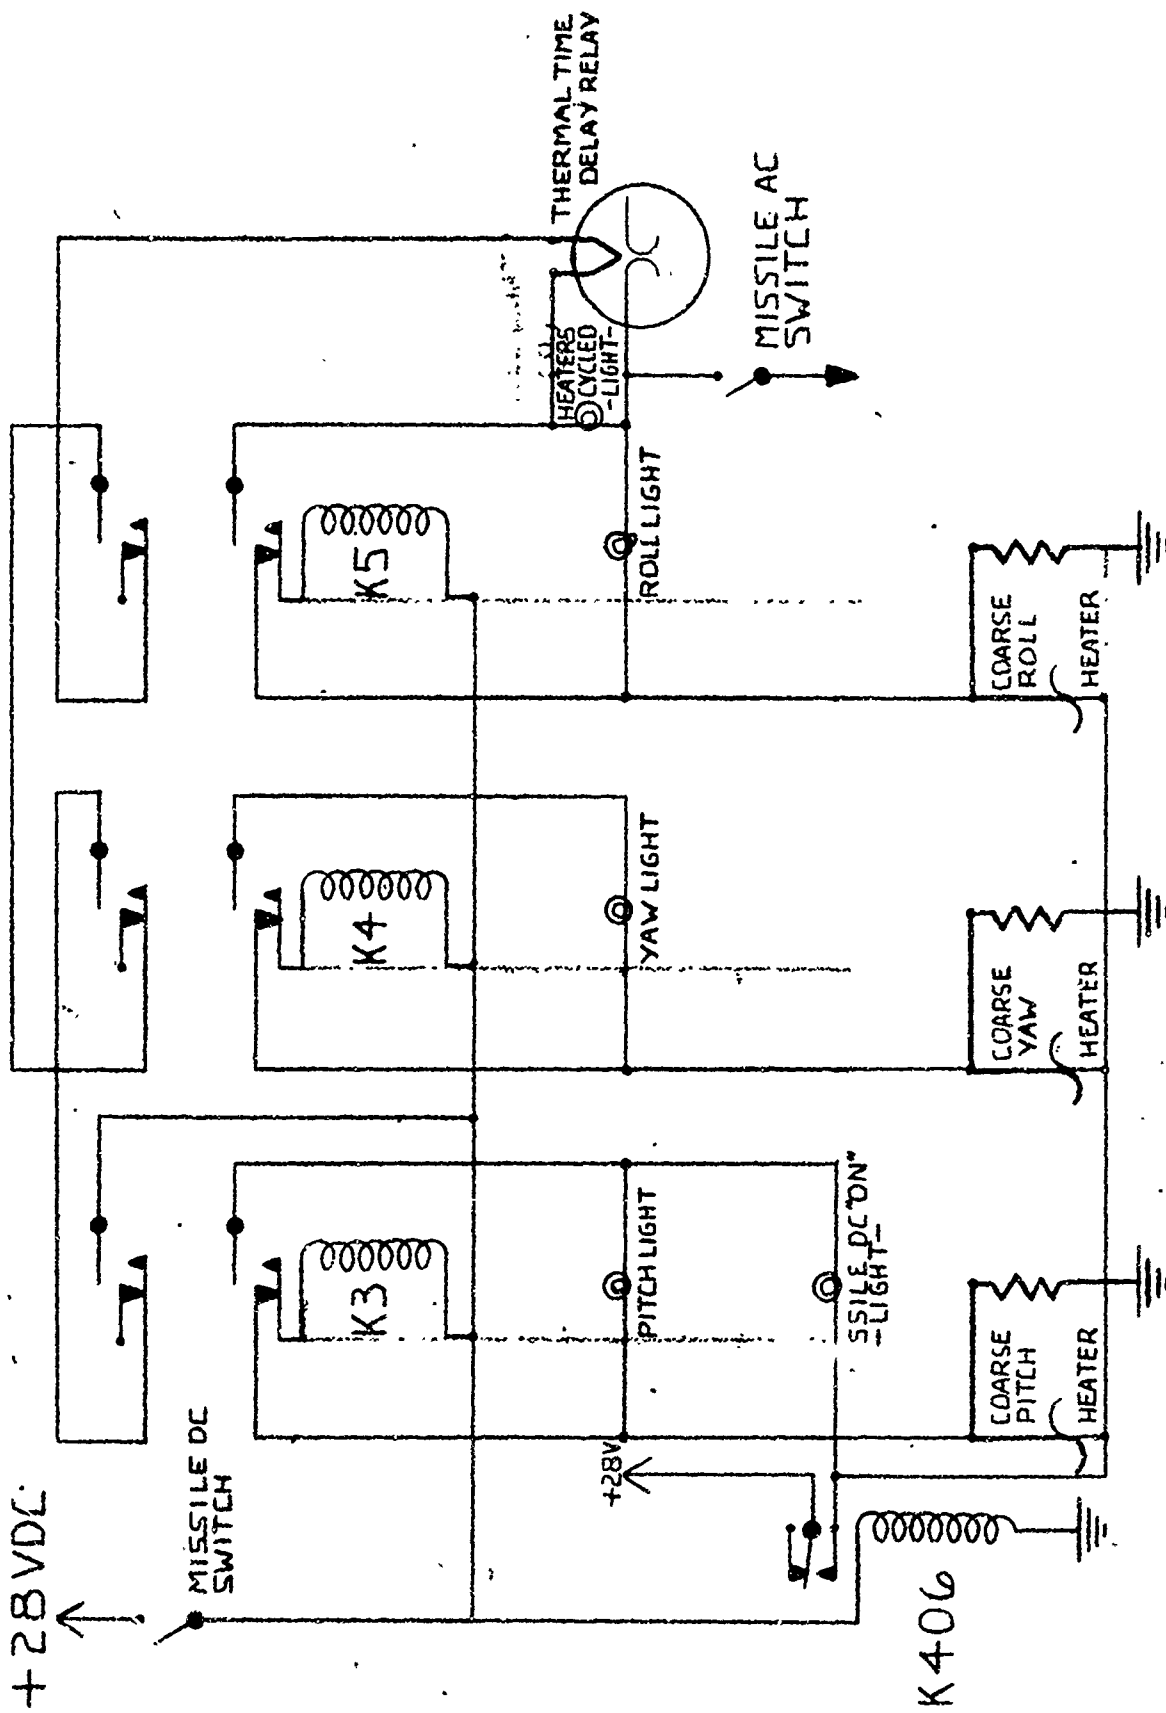 +28VDC
MISSILE DC
SWITCH
K406
+28V
K3
PITCH LIGHT
SSILE DC "ON"
-LIGHT-
COARSE
PITCH
HEATER
K4
YAW LIGHT
COARSE
YAW
HEATER
K5
ROLL LIGHT
COARSE
ROLL
HEATER
HEATERS
CYCLED
-LIGHT-
THERMAL TIME
DELAY RELAY
MISSILE AC
SWITCH